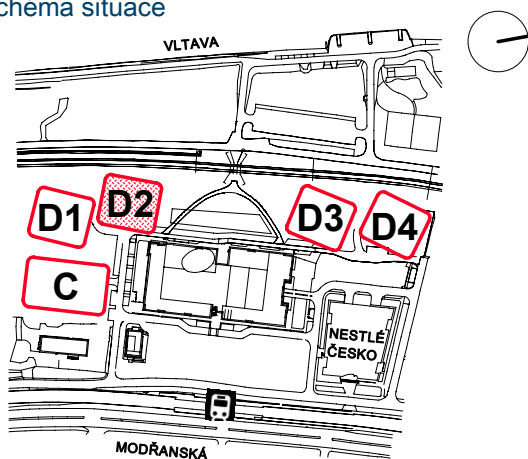 chema situace
VLTAVA
D1
D2
D3
D4
C
NESTLÉ
ČESKO
MODŘANSKÁ